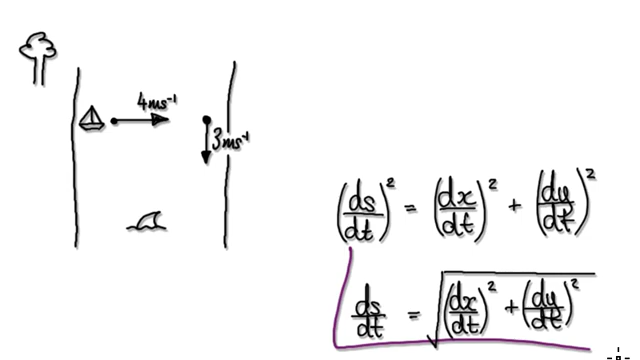 4ms⁻¹
3ms⁻¹
(ds/dt)² = (dx/dt)² + (dy/dt)²
ds/dt = √((dx/dt)² + (dy/dt)²)